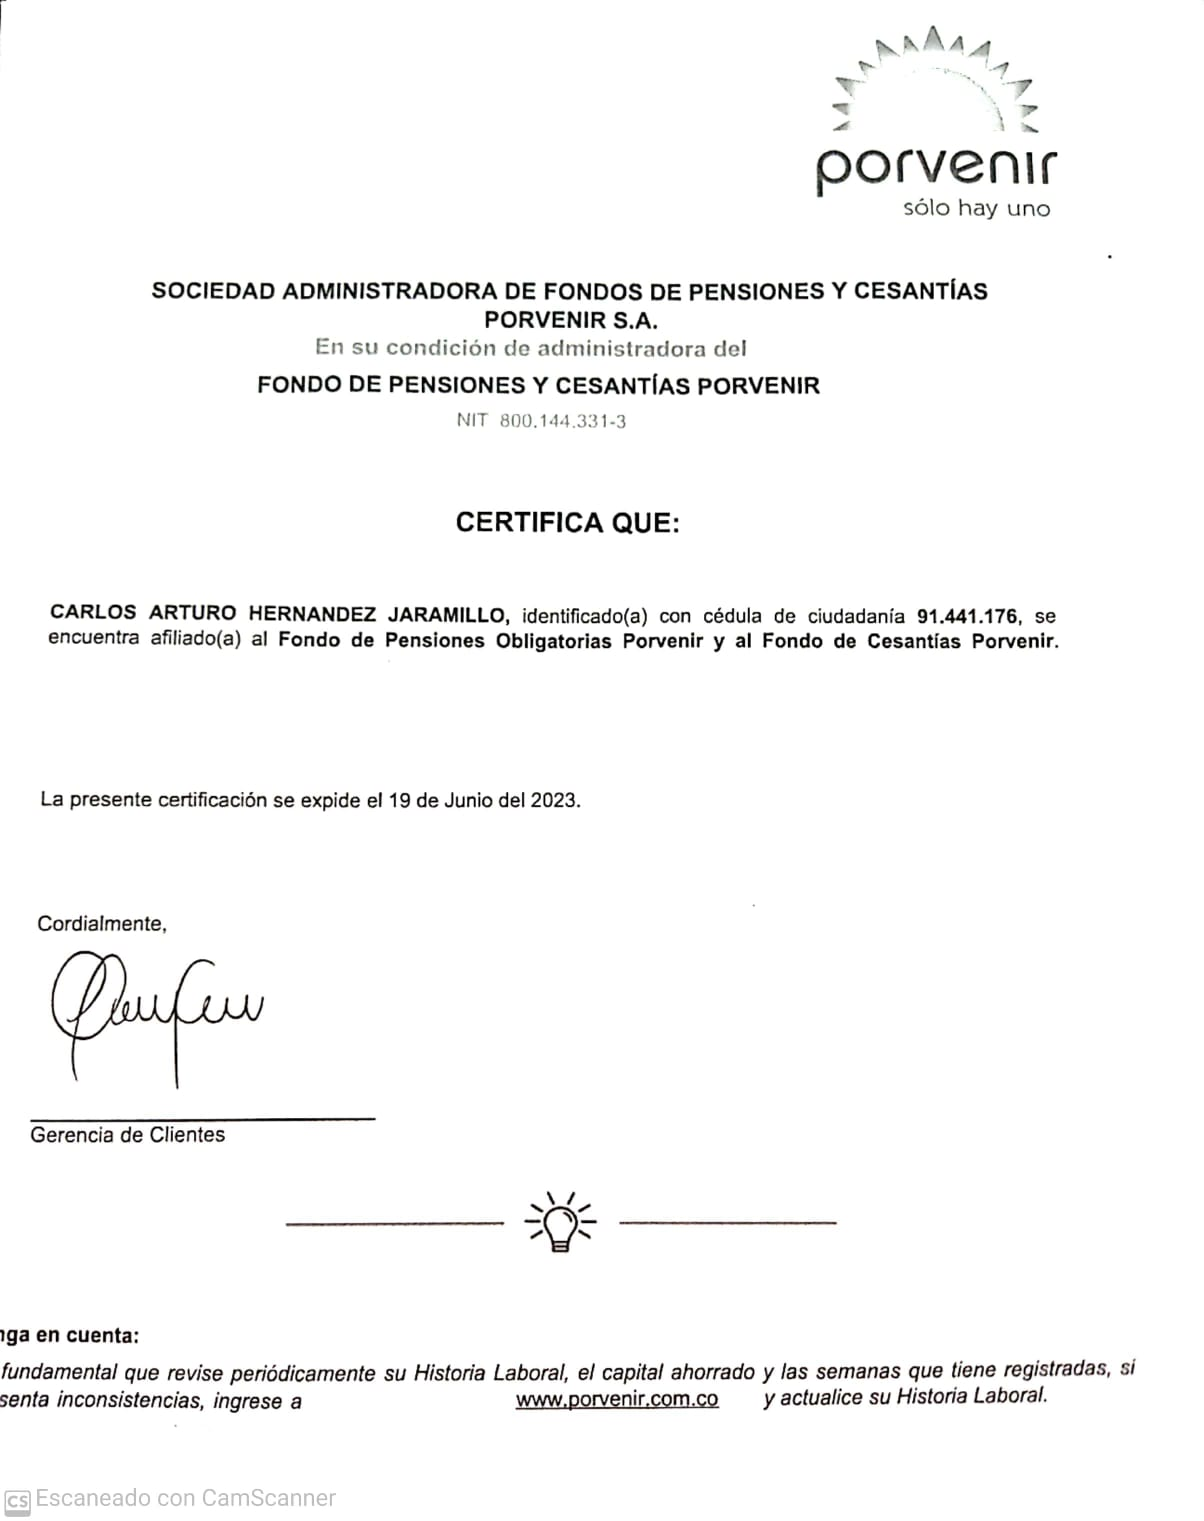 porvenir
sólo hay uno
SOCIEDAD ADMINISTRADORA DE FONDOS DE PENSIONES Y CESANTÍAS
PORVENIR S.A.
En su condición de administradora del
FONDO DE PENSIONES Y CESANTÍAS PORVENIR
NIT 800.144.331-3
CERTIFICA QUE:
CARLOS ARTURO HERNANDEZ JARAMILLO, identificado(a) con cédula de ciudadanía 91.441.176, se
encuentra afiliado(a) al Fondo de Pensiones Obligatorias Porvenir y al Fondo de Cesantías Porvenir.
La presente certificación se expide el 19 de Junio del 2023.
Cordialmente,
Gerencia de Clientes
nga en cuenta:
fundamental que revise periódicamente su Historia Laboral, el capital ahorrado y las semanas que tiene registradas, si
senta inconsistencias, ingrese a www.porvenir.com.co y actualice su Historia Laboral.
CS Escaneado con CamScanner